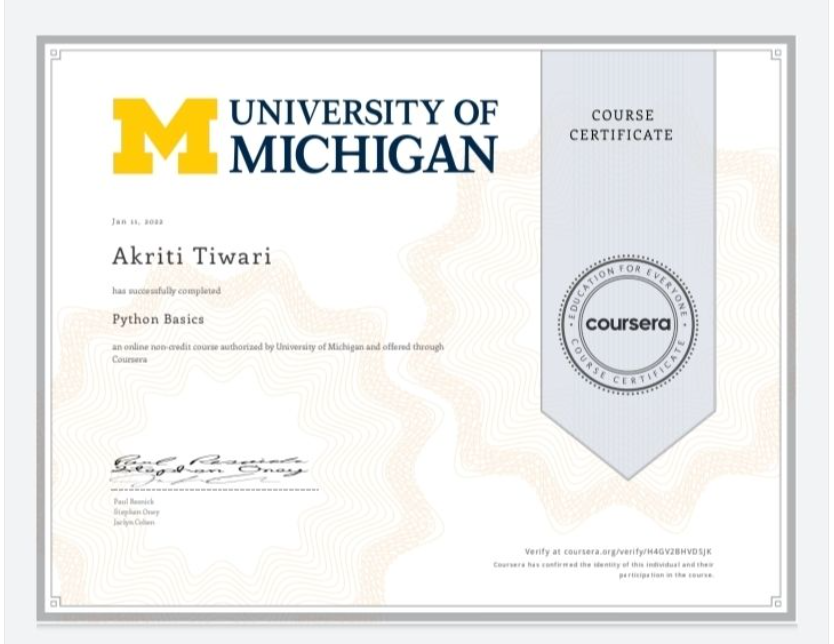 UNIVERSITY OF
MICHIGAN
COURSE
CERTIFICATE
Jan 11, 2022
Akriti Tiwari
has successfully completed
Python Basics
an online non-credit course authorized by University of Michigan and offered through
Coursera
EDUCATION FOR EVERYONE
coursera
COURSE CERTIFICATE
Paul Resnick
Stephen Oney
Jaclyn Cohen
Verify at coursera.org/verify/H4GV2BHVDSJK
Coursera has confirmed the identity of this individual and their
participation in the course.